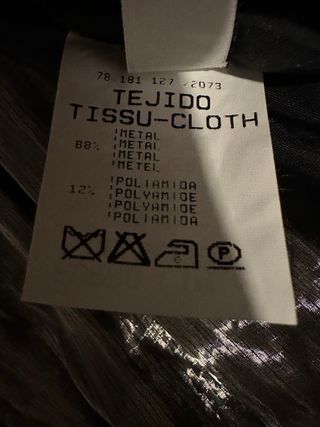 78 181 127 /2073
TEJIDO
TISSU-CLOTH
88% METAL
METAL
METAL
METEL
12% POLIAMIDA
POLYAMIDE
POLYAMIDE
POLIAMIDA
P